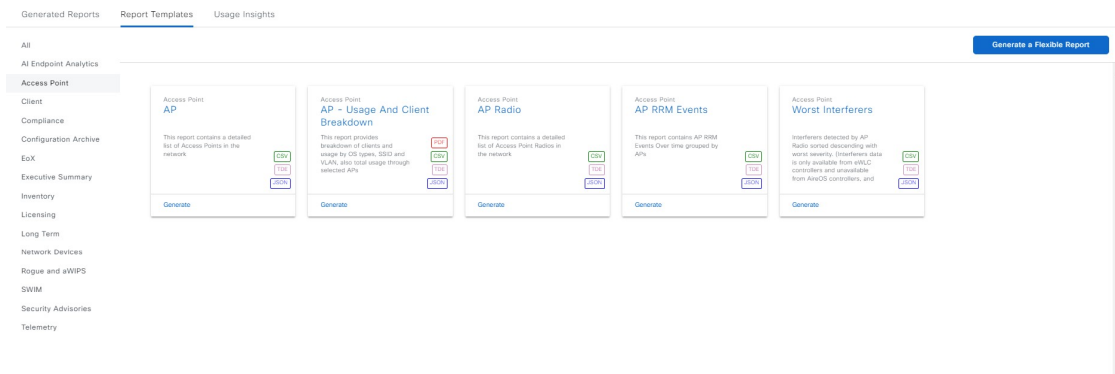 Generated Reports
Report Templates
Usage Insights
All
AI Endpoint Analytics
Access Point
Client
Compliance
Configuration Archive
EoX
Executive Summary
Inventory
Licensing
Long Term
Network Devices
Rogue and aWIPS
SWIM
Security Advisories
Telemetry
Generate a Flexible Report
Access Point
AP
This report contains a detailed
list of Access Points in the
network
CSV
TDE
JSON
Generate
Access Point
AP - Usage And Client
Breakdown
This report provides
breakdown of clients and
usage by OS types, SSID and
VLAN, also total usage through
selected APs
PDF
CSV
TDE
JSON
Generate
Access Point
AP Radio
This report contains a detailed
list of Access Point Radios in
the network
CSV
TDE
JSON
Generate
Access Point
AP RRM Events
This report contains AP RRM
Events Over time grouped by
APs
CSV
TDE
JSON
Generate
Access Point
Worst Interferers
Interferers detected by AP
Radio sorted descending with
worst severity. (Interferers data
is only available from eWLC
controllers and unavailable
from AireOS controllers, and
CSV
TDE
JSON
Generate